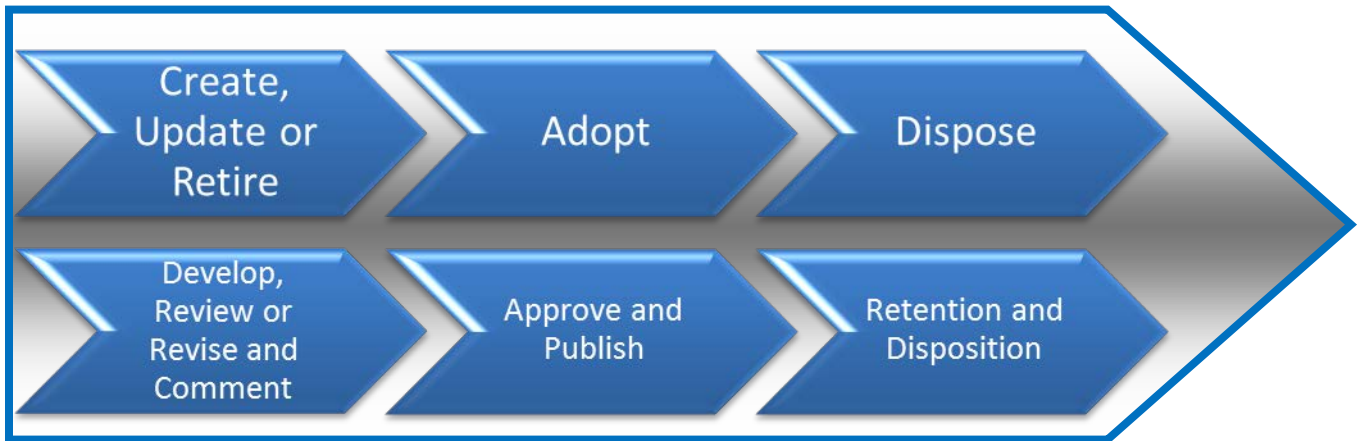 Create,
Update or
Retire
Adopt
Dispose
Develop,
Review or
Revise and
Comment
Approve and
Publish
Retention and
Disposition